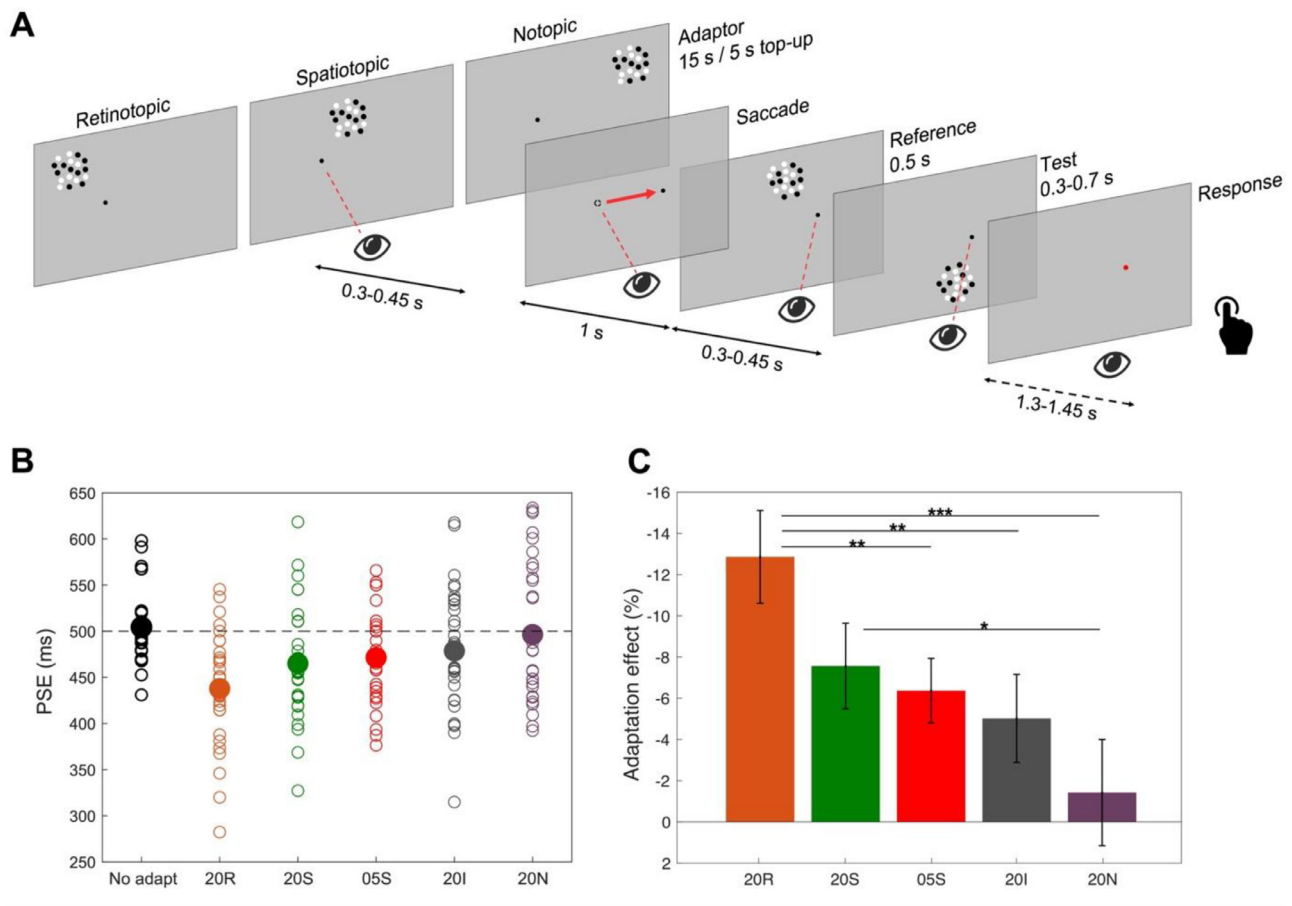 A
Retinotopic
Spatiotopic
Notopic
Adaptor
15 s / 5 s top-up
Saccade
Reference
0.5 s
Test
0.3-0.7 s
Response
0.3-0.45 s
1 s
0.3-0.45 s
1.3-1.45 s
B
PSE (ms)
650
600
550
500
450
400
350
300
250
No adapt 20R 20S 05S 20I 20N
C
Adaptation effect (%)
-16
-14
-12
-10
-8
-6
-4
-2
0
2
***
**
**
*
20R 20S 05S 20I 20N